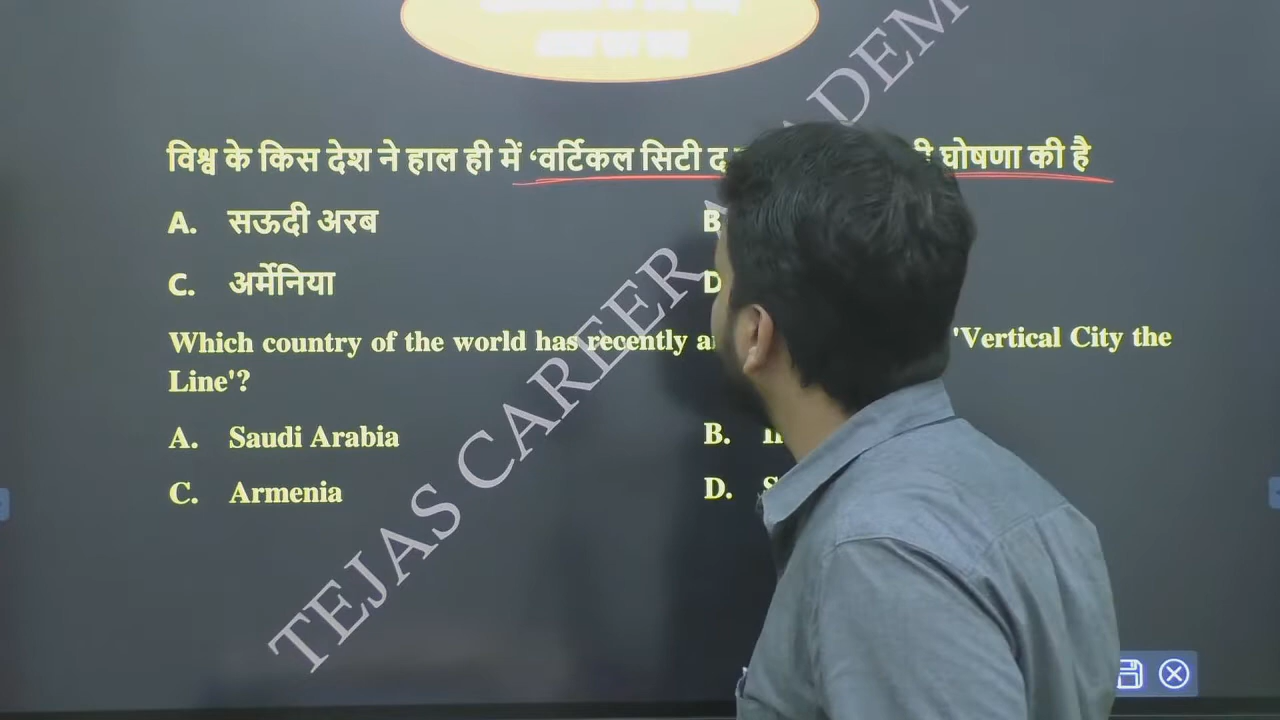 विश्व के किस देश ने हाल ही में ‘वर्टिकल सिटी द घोषणा की है
A. सऊदी अरब B
C. अर्मेनिया D
Which country of the world has recently 'Vertical City the
Line'?
A. Saudi Arabia B.
C. Armenia D.
TEJAS CAREER